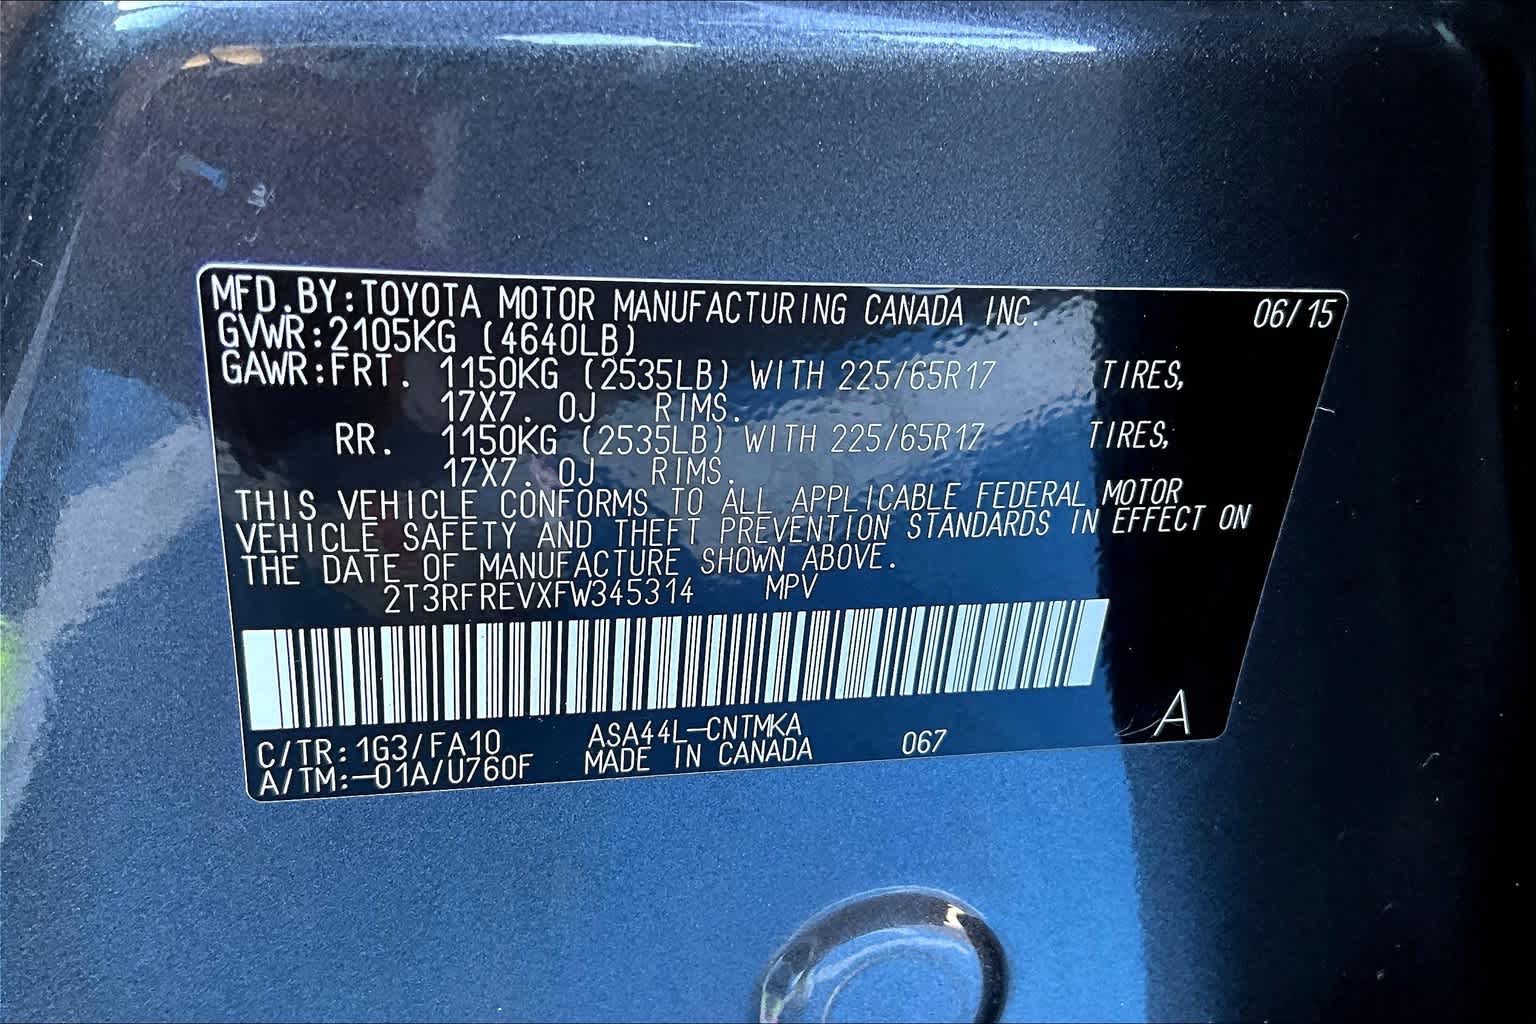 MFD.BY:TOYOTA MOTOR MANUFACTURING CANADA INC. 06/15
GVWR:2105KG (4640LB)
GAWR:FRT. 1150KG (2535LB) WITH 225/65R17 TIRES,
17X7. 0J RIMS.
RR. 1150KG (2535LB) WITH 225/65R17 TIRES,
17X7. 0J RIMS.
THIS VEHICLE CONFORMS TO ALL APPLICABLE FEDERAL MOTOR
VEHICLE SAFETY AND THEFT PREVENTION STANDARDS IN EFFECT ON
THE DATE OF MANUFACTURE SHOWN ABOVE.
2T3RFREVXFW345314 MPV
C/TR:1G3/FA10 ASA44L-CNTMKA 067 A
A/TM:-01A/U760F MADE IN CANADA